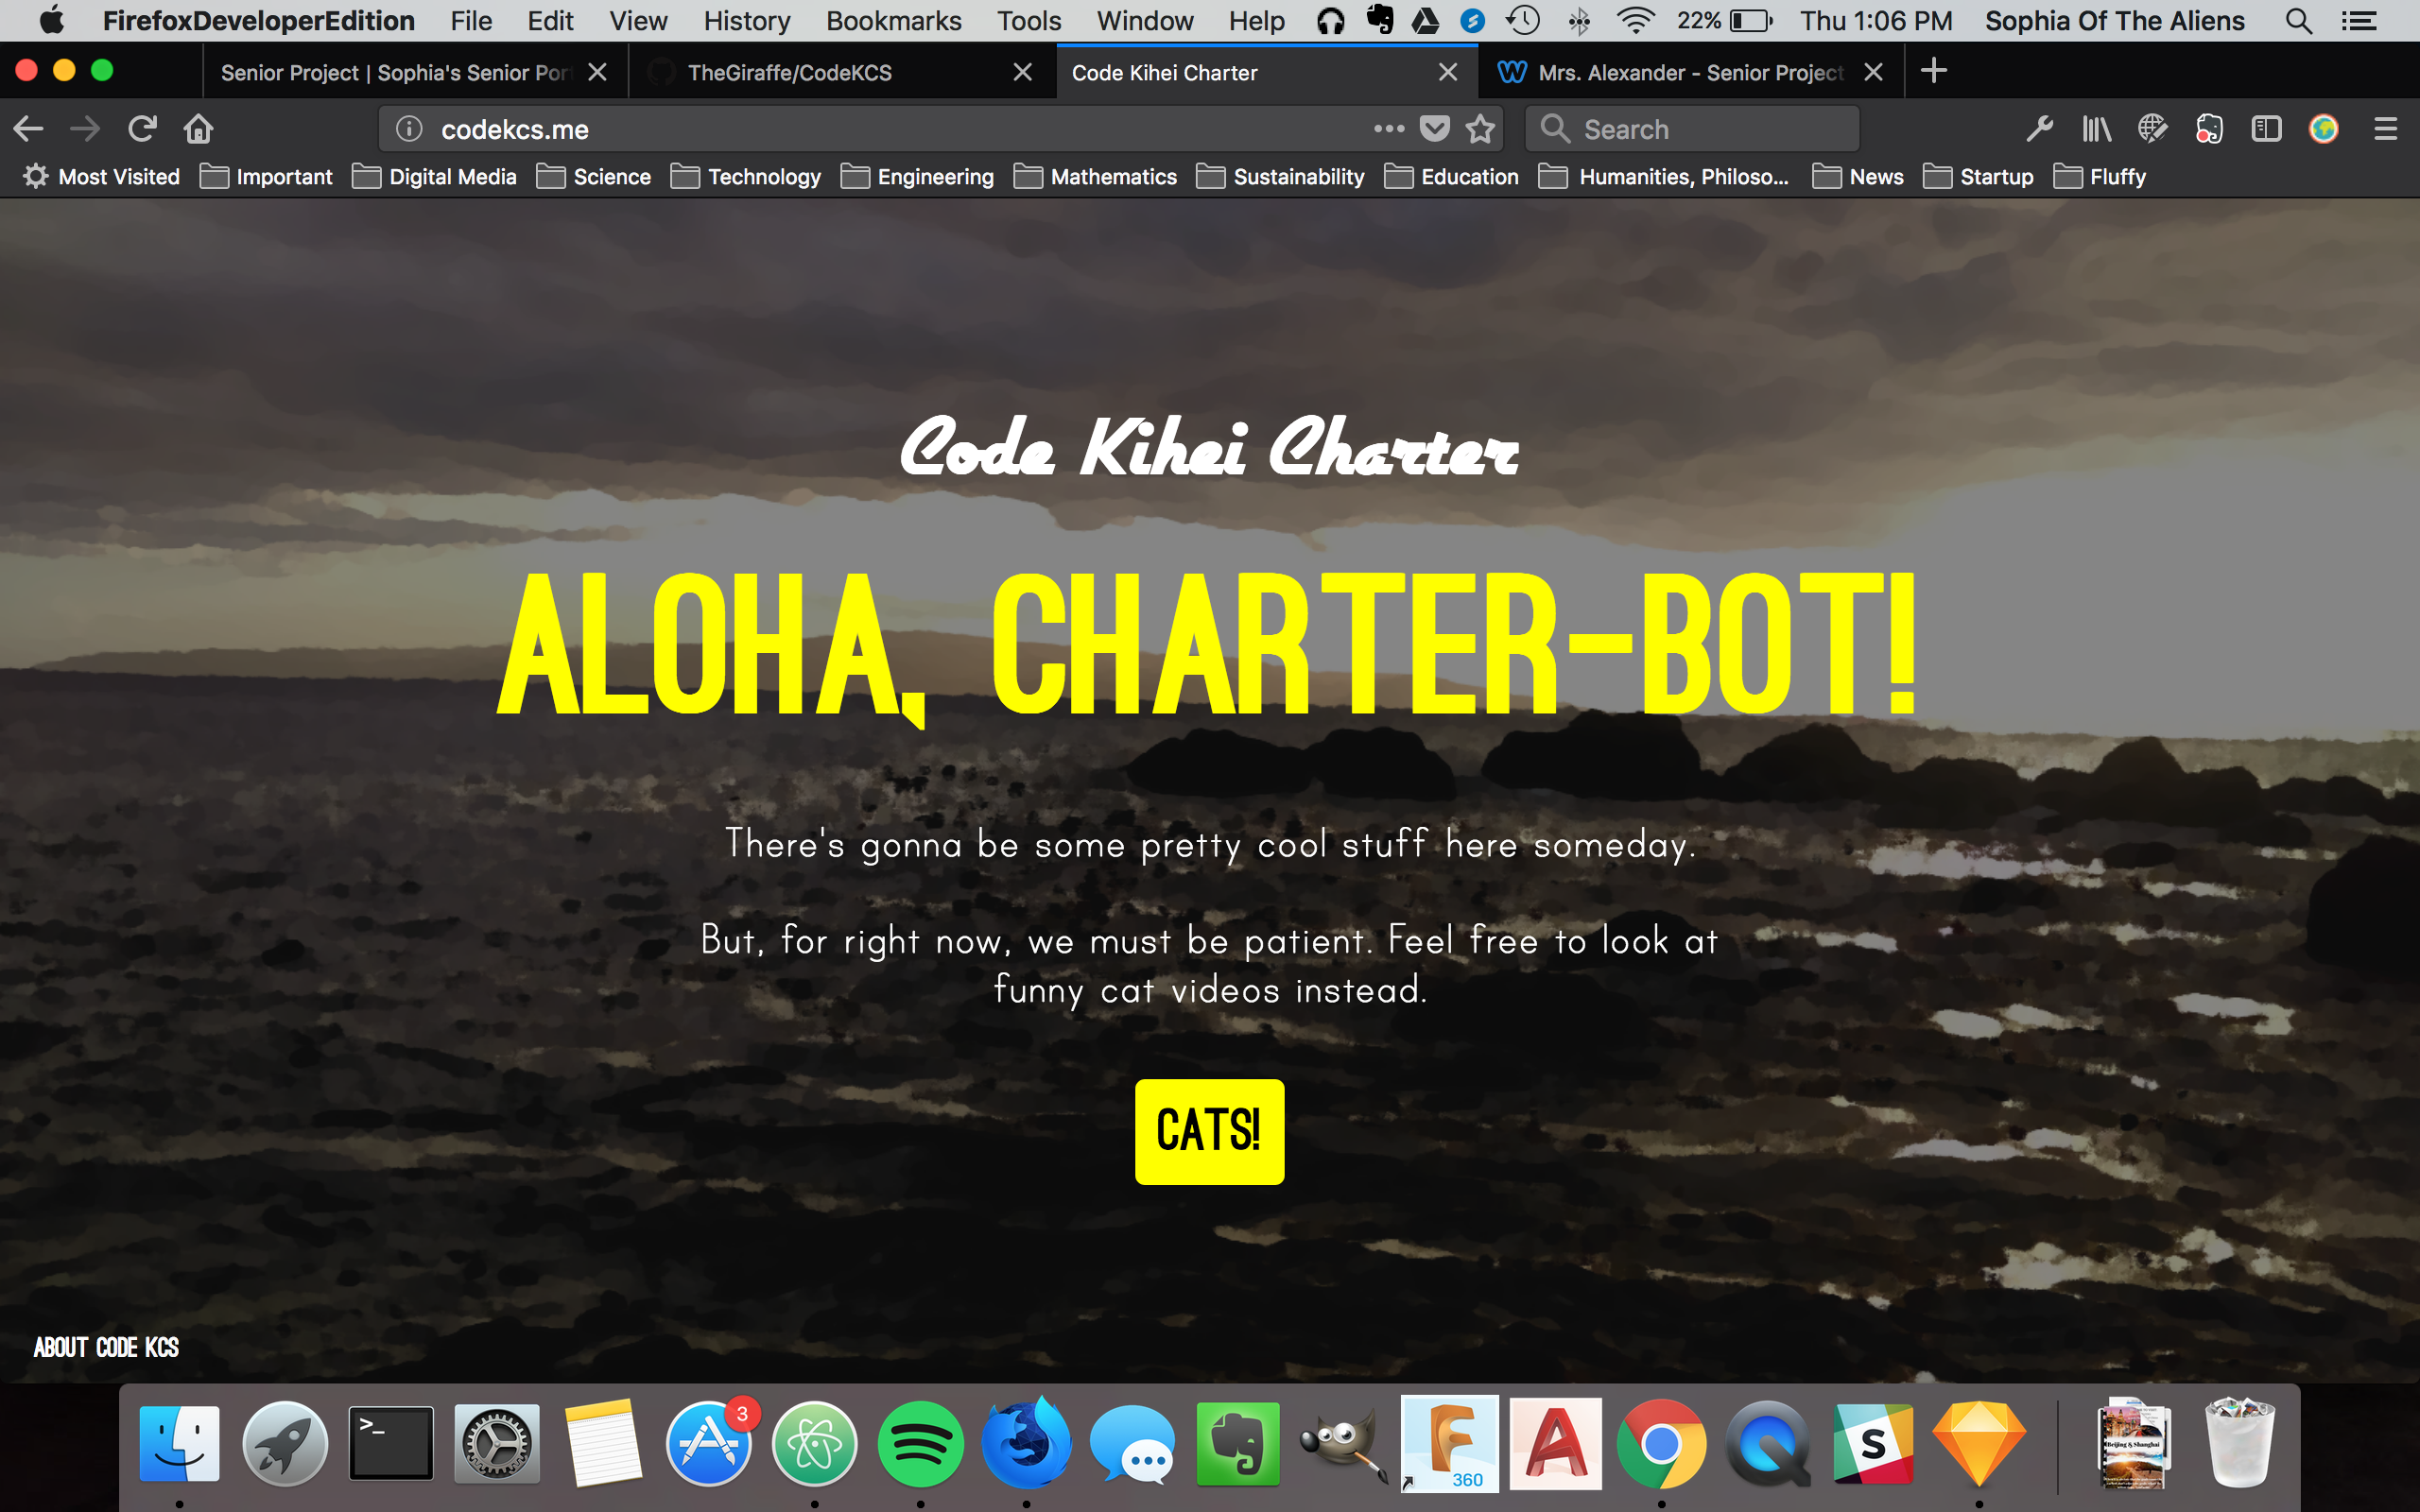 FirefoxDeveloperEdition File Edit View History Bookmarks Tools Window Help 22% Thu 1:06 PM Sophia Of The Aliens
Senior Project | Sophia's Senior Por TheGiraffe/CodeKCS Code Kihei Charter Mrs. Alexander - Senior Project
codekcs.me Search
Most Visited Important Digital Media Science Technology Engineering Mathematics Sustainability Education Humanities, Philoso... News Startup Fluffy
Code Kihei Charter
ALOHA, CHARTER-BOT!
There's gonna be some pretty cool stuff here someday.
But, for right now, we must be patient. Feel free to look at
funny cat videos instead.
CATS!
ABOUT CODE KCS
3
>_
360
Beijing & Shanghai